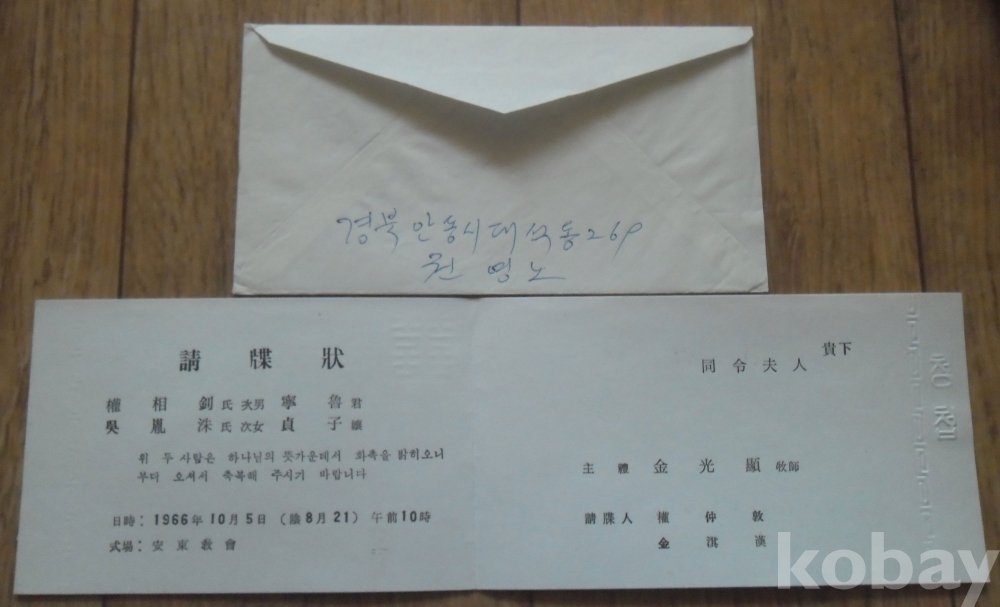 경북 안동시 대석동 269
권 영 노
請 牒 狀
權 相 釗 氏 次男 寧 魯 君
吳 胤 洙 氏 次女 貞 子 孃
위 두 사람은 하나님의 뜻가운데서 화촉을 밝히오니
부디 오셔서 축복해 주시기 바랍니다
日時: 1966年 10月 5日 (陰 8月 21) 午前 10時
式場: 安東敎會
貴下
同令夫人
主禮 金光顯 牧師
請牒人 權仲敦
金淇漢
청첩
kobay